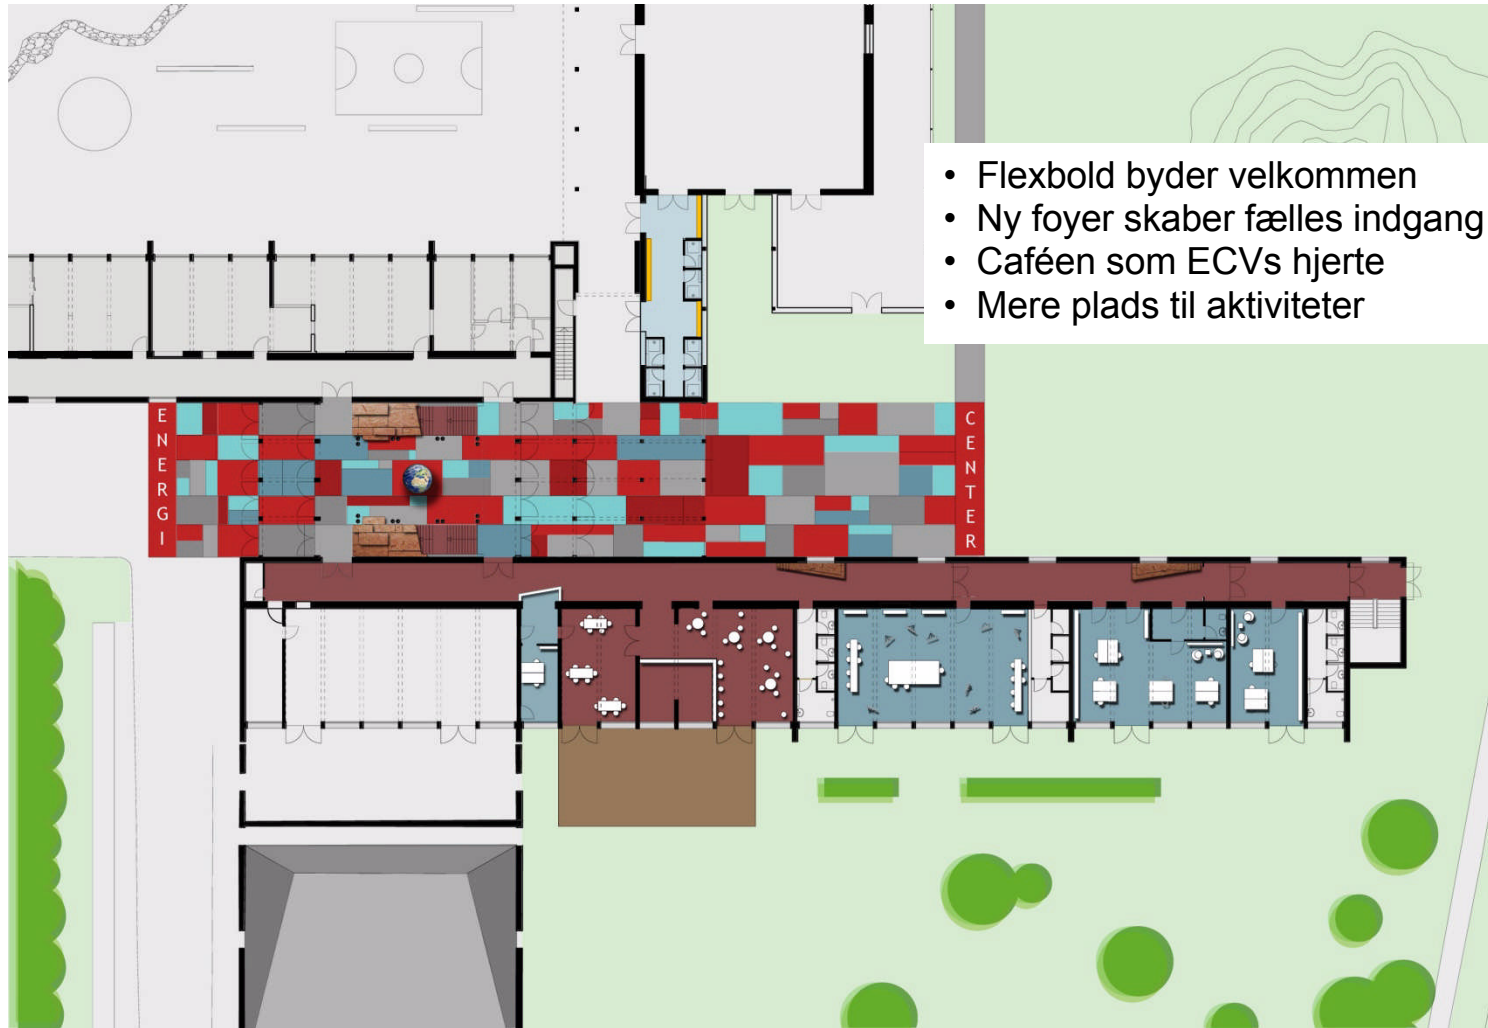 • Flexbold byder velkommen
• Ny foyer skaber fælles indgang
• Caféen som ECVs hjerte
• Mere plads til aktiviteter
ENERGI
CENTER